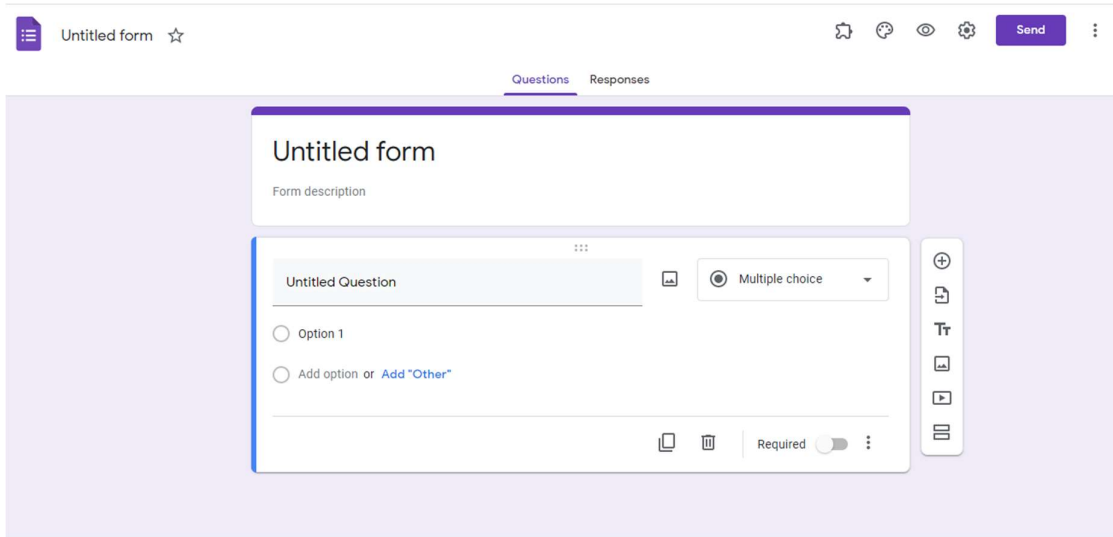 Untitled form
Send
Questions Responses
Untitled form
Form description
Untitled Question
Multiple choice
Option 1
Add option or Add "Other"
Required
Tт